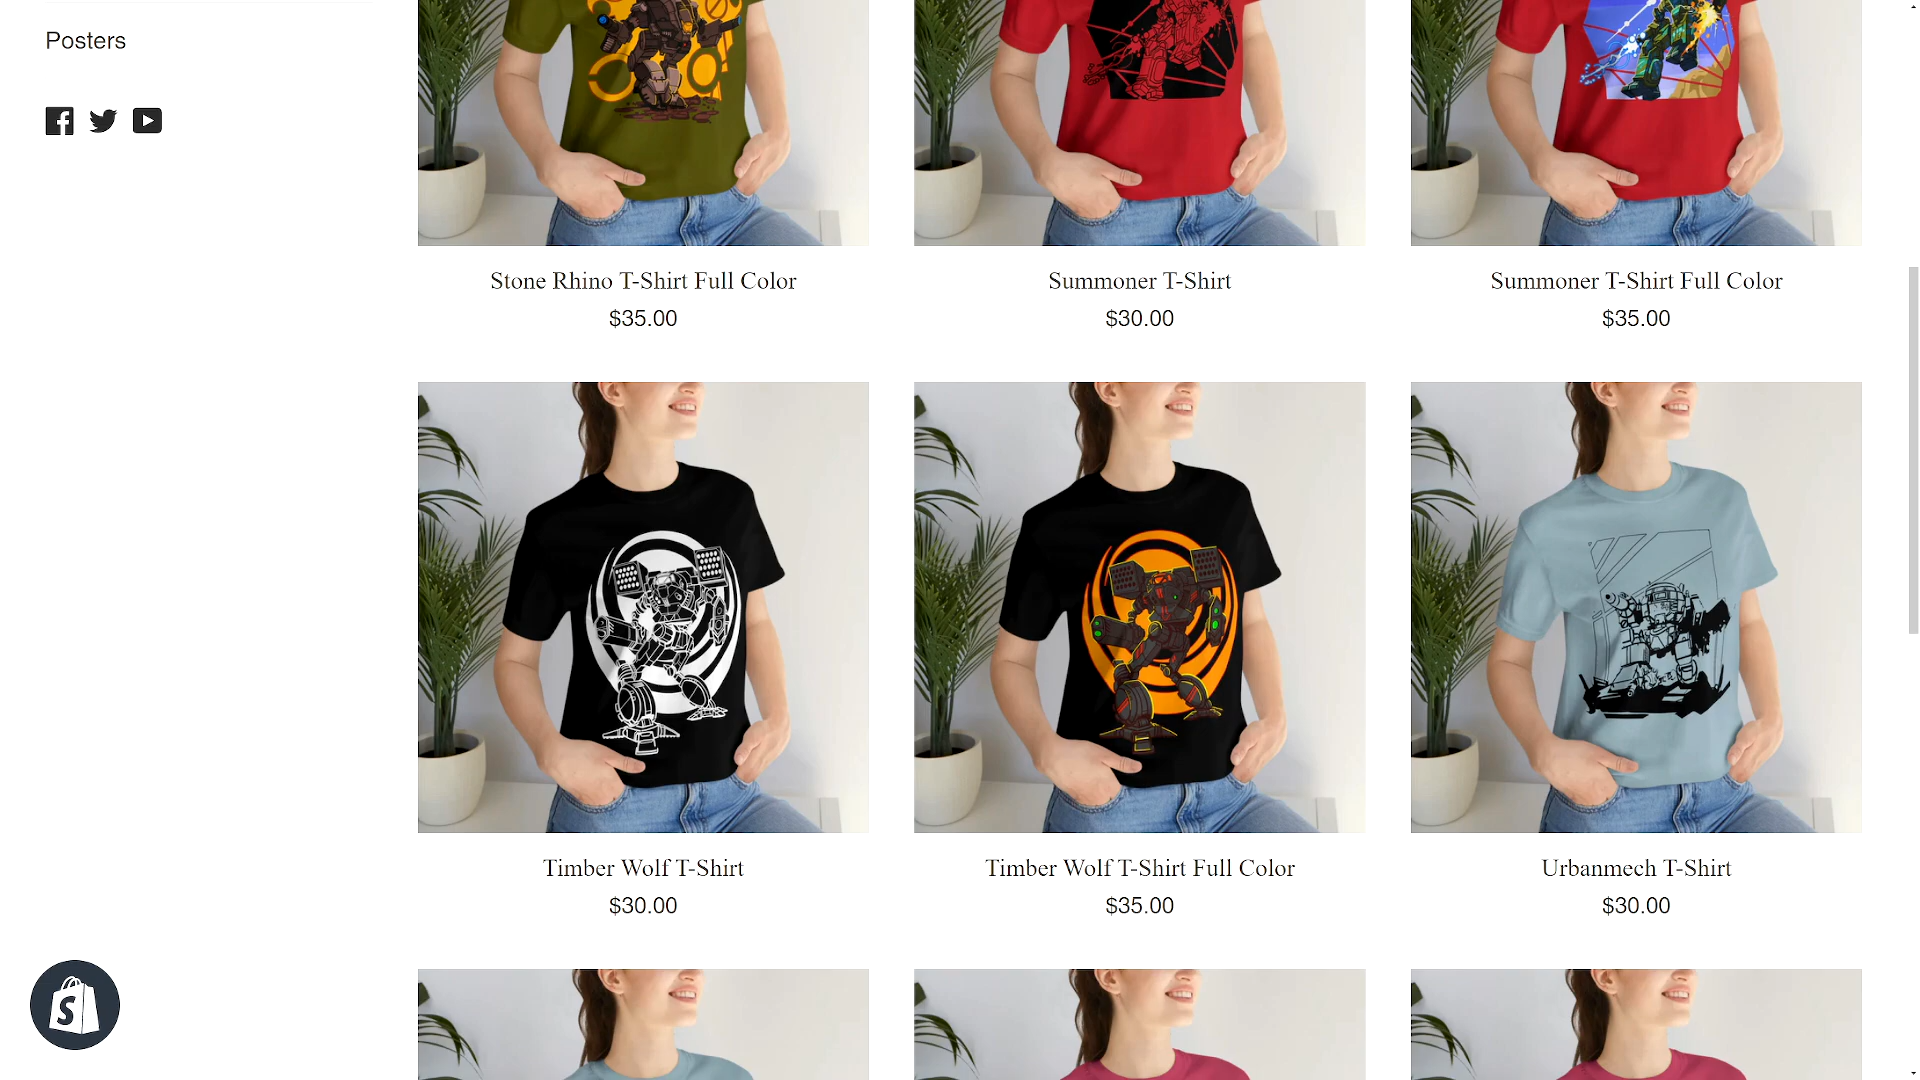 Posters
Stone Rhino T-Shirt Full Color
$35.00
Summoner T-Shirt
$30.00
Summoner T-Shirt Full Color
$35.00
Timber Wolf T-Shirt
$30.00
Timber Wolf T-Shirt Full Color
$35.00
Urbanmech T-Shirt
$30.00